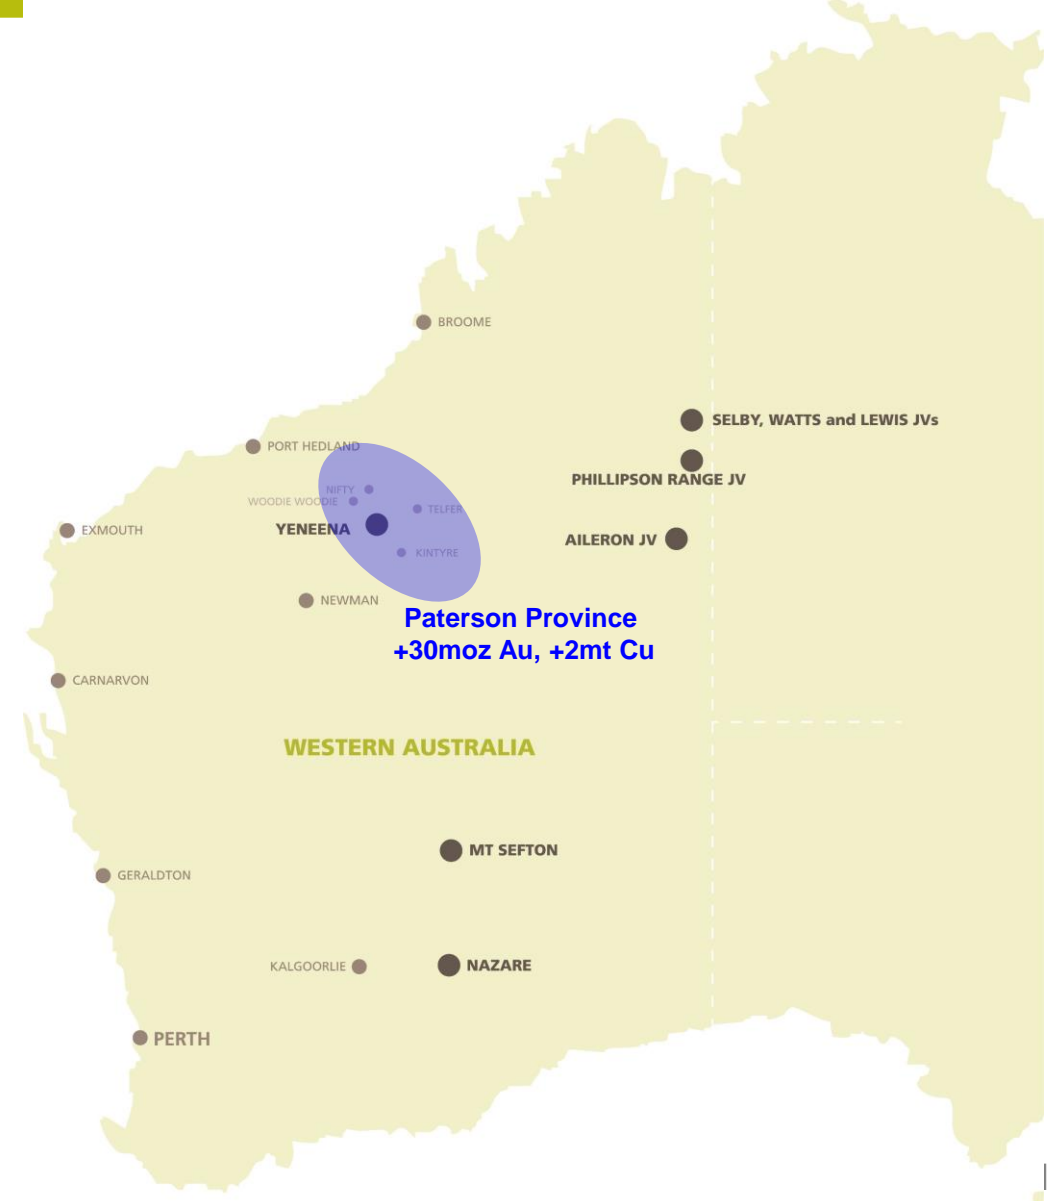 BROOME
SELBY, WATTS and LEWIS JVs
PORT HEDLAND
PHILLIPSON RANGE JV
NIFTY
WOODIE WOODIE
TELFER
YENEENA
EXMOUTH
AILERON JV
KINTYRE
NEWMAN
Paterson Province
+30moz Au, +2mt Cu
CARNARVON
WESTERN AUSTRALIA
MT SEFTON
GERALDTON
KALGOORLIE
NAZARE
PERTH